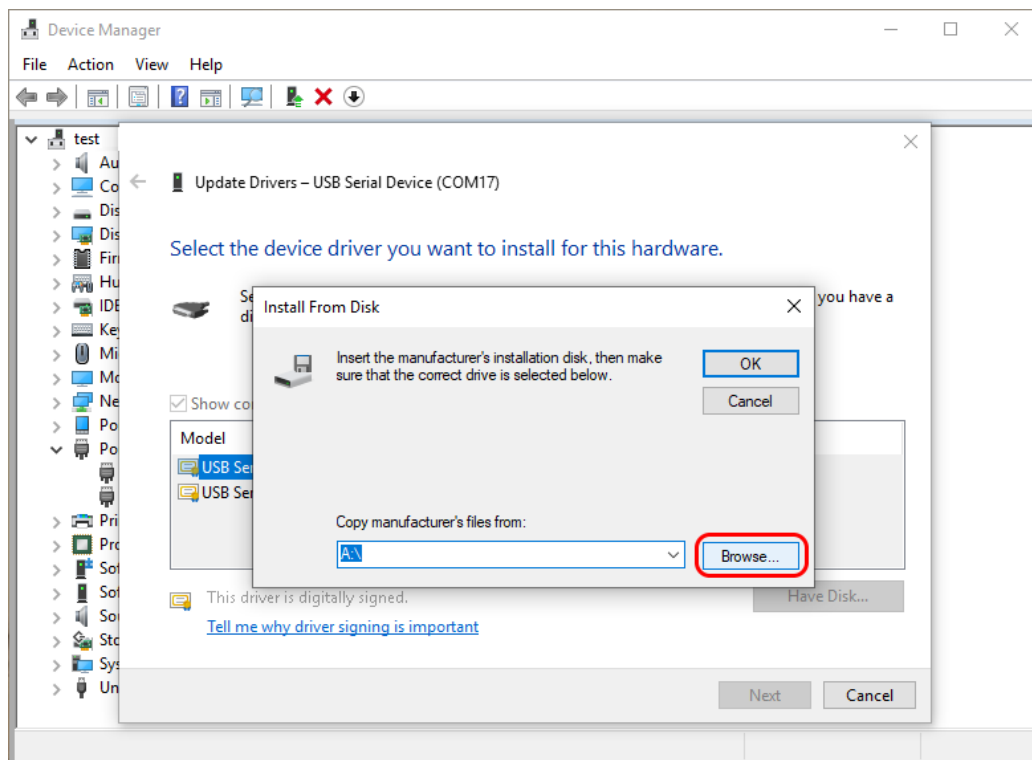 Device Manager
File Action View Help
test
Au
Co
Dis
Dis
Firi
Hu
IDE
Key
Mi
Mo
Ne
Po
Po
Pri
Pro
Sof
Sof
Sou
Sto
Sys
Un
Update Drivers – USB Serial Device (COM17)
Select the device driver you want to install for this hardware.
Se
you have a
di
Show co
Model
USB Ser
USB Ser
This driver is digitally signed.
Tell me why driver signing is important
Have Disk...
Next
Cancel
Install From Disk
Insert the manufacturer's installation disk, then make
sure that the correct drive is selected below.
OK
Cancel
Copy manufacturer's files from:
A:\
Browse...